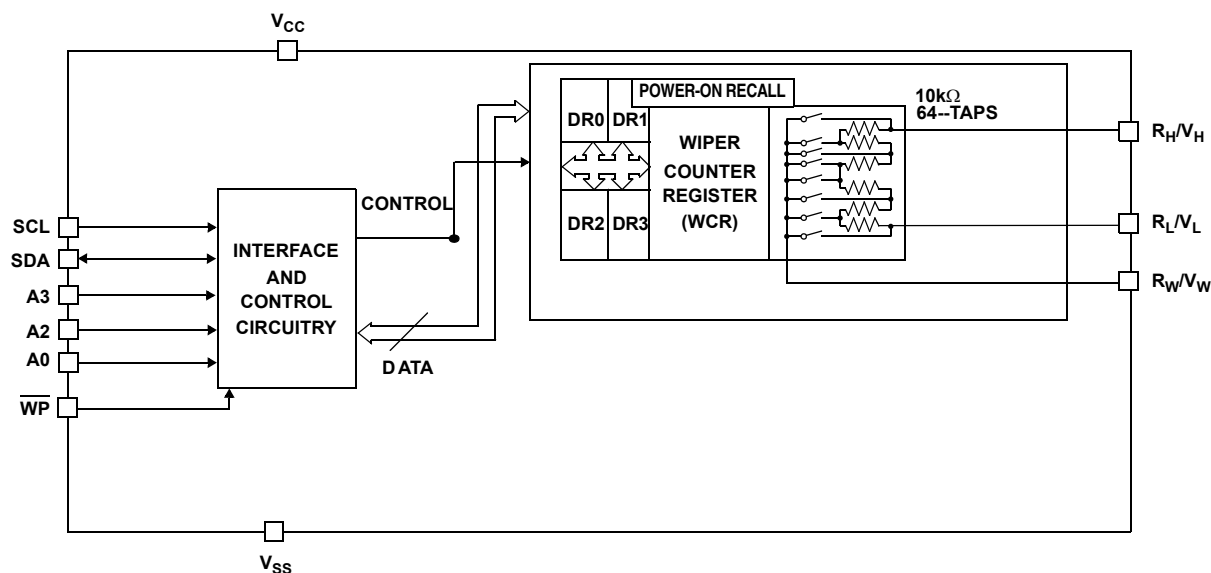 VCC
POWER-ON RECALL
10kΩ
64--TAPS
DR0
DR1
WIPER
COUNTER
REGISTER
(WCR)
DR2
DR3
RH/VH
RL/VL
RW/VW
CONTROL
SCL
SDA
A3
A2
A0
WP
INTERFACE
AND
CONTROL
CIRCUITRY
DATA
VSS